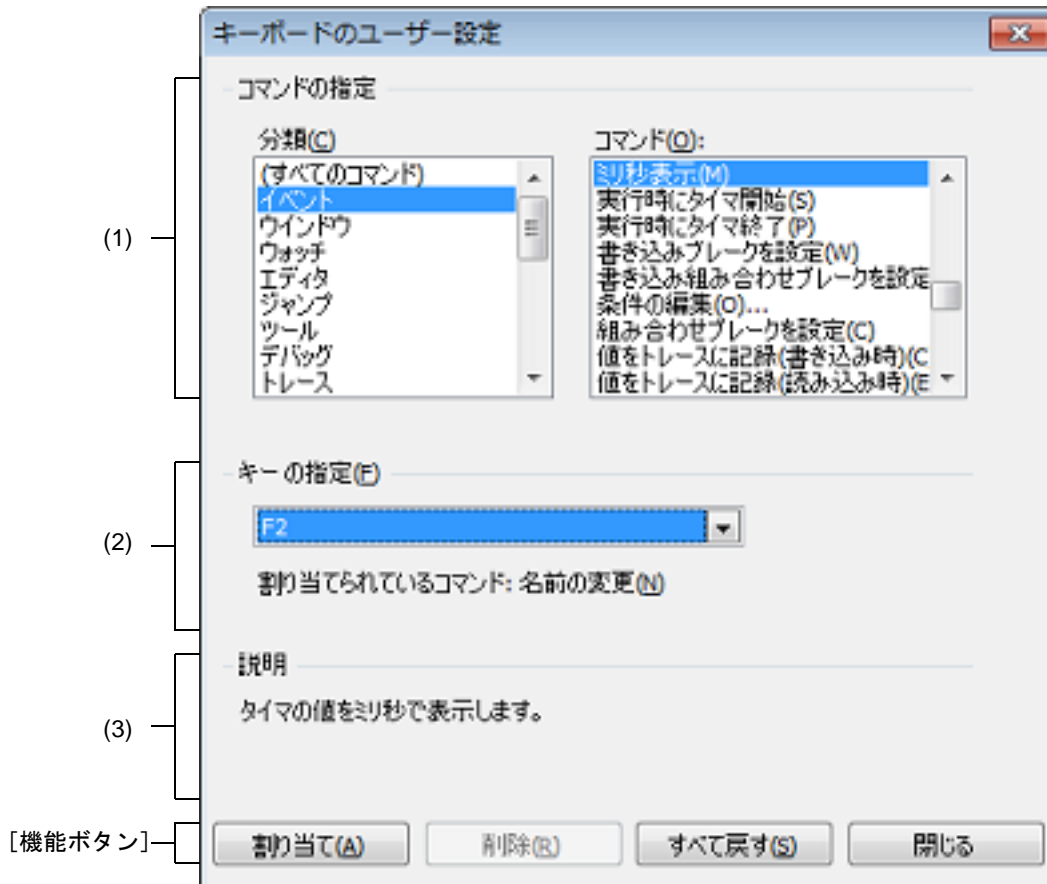 キーボードのユーザー設定
コマンドの指定
分類(C)
(すべてのコマンド)
イベント
ウインドウ
ウォッチ
エディタ
ジャンプ
ツール
デバッグ
トレース
コマンド(O):
ミリ秒表示(M)
実行時にタイマ開始(S)
実行時にタイマ終了(P)
書き込みブレークを設定(W)
書き込み組み合わせブレークを設定
条件の編集(O)...
組み合わせブレークを設定(C)
値をトレースに記録(書き込み時)(C
値をトレースに記録(読み込み時)(E
(1)
キー の指定(F)
F2
割り当てられているコマンド: 名前の変更(N)
(2)
説明
タイマの値をミリ秒で表示します。
(3)
[機能ボタン]
割り当て(A)
削除(R)
すべて戻す(S)
閉じる